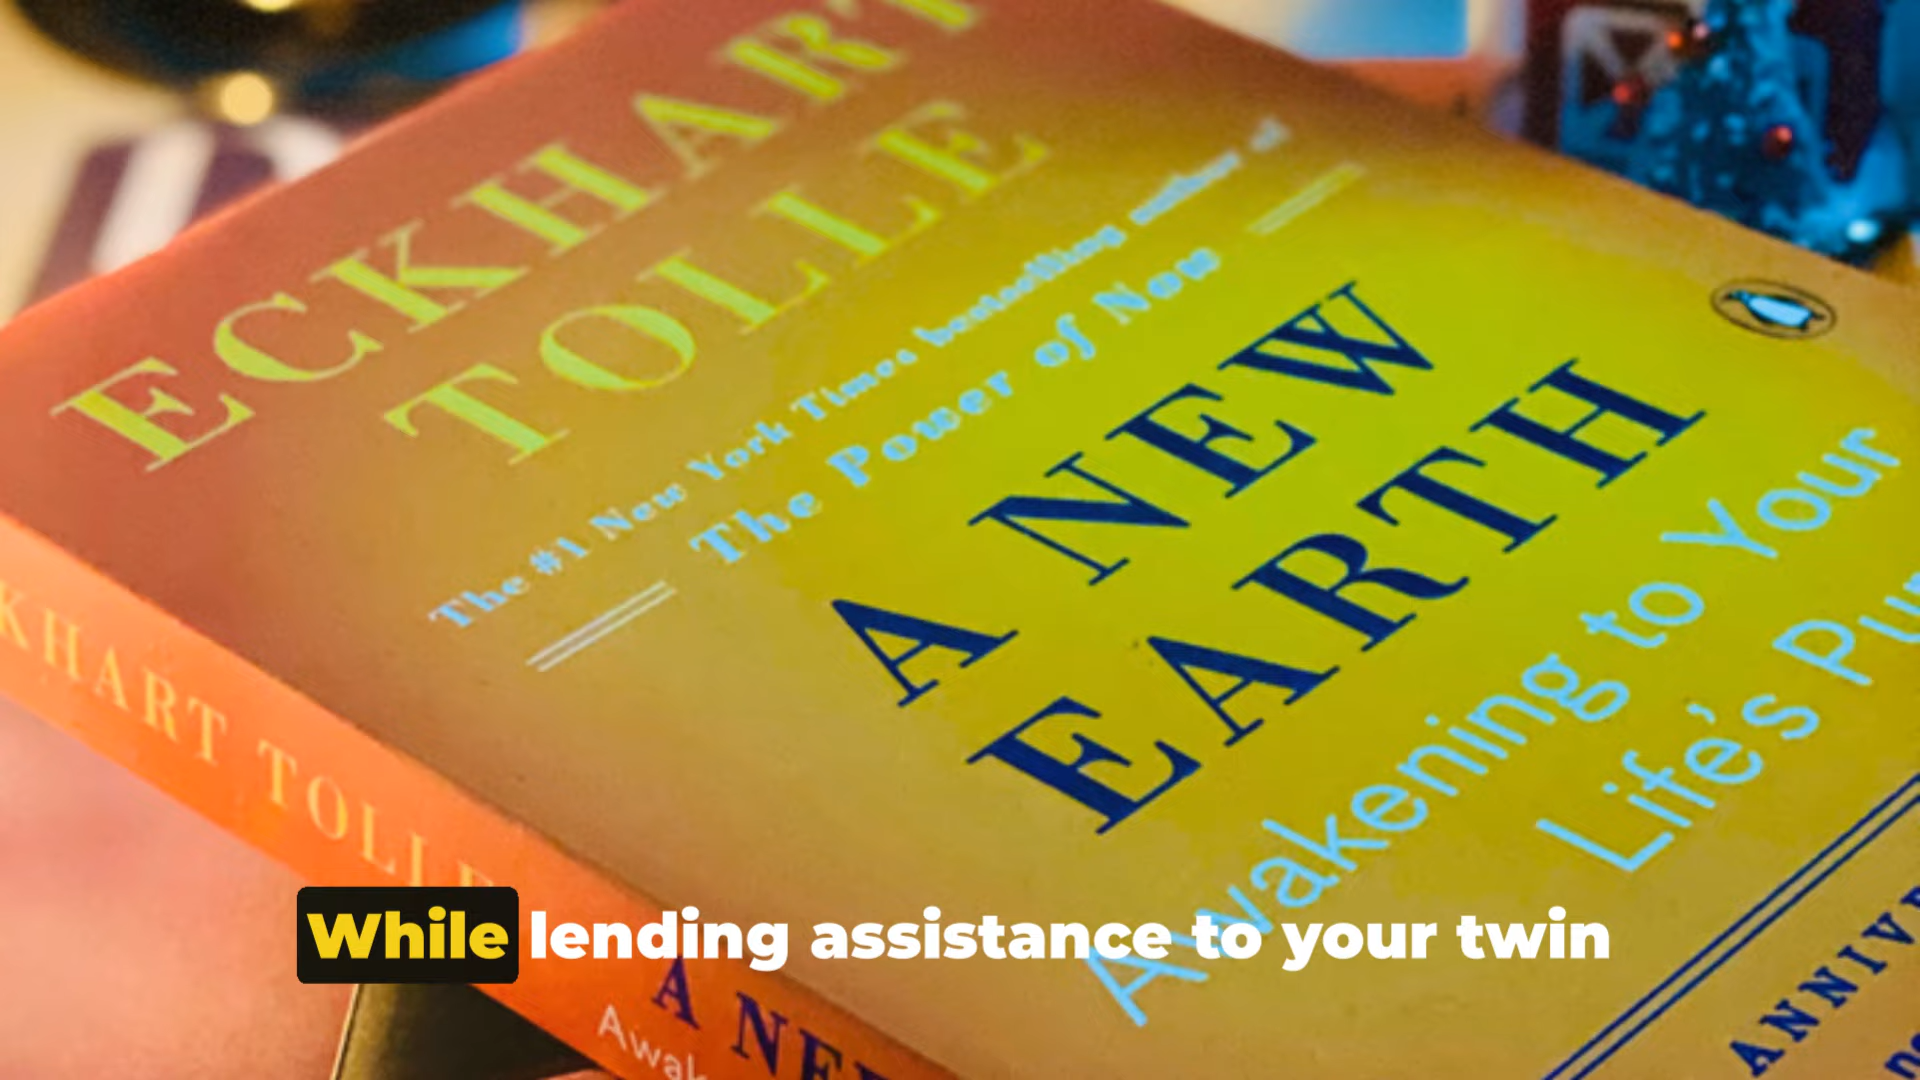 ECKHART
TOLLE
The #1 New York Times bestselling author of
The Power of Now
A NEW
EARTH
Awakening to Your
Life's
KHART TOLLE
A NE
While lending assistance to your twin